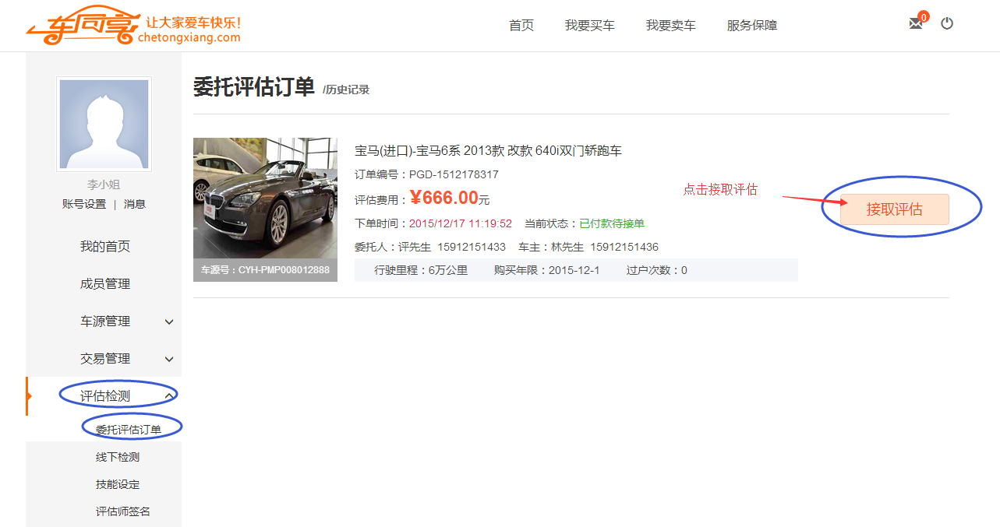 车同享 让大家爱车快乐！
chetongxiang.com
首页 我要买车 我要卖车 服务保障
0
李小姐
账号设置 | 消息
我的首页
成员管理
车源管理
交易管理
评估检测
委托评估订单
线下检测
技能设定
评估师签名
委托评估订单 /历史记录
车源号：CYH-PMP008012888
宝马(进口)-宝马6系 2013款 改款 640i双门轿跑车
订单编号：PGD-1512178317
评估费用：¥666.00元
下单时间：2015/12/17 11:19:52 当前状态：已付款待接单
委托人：评先生 15912151433 车主：林先生 15912151436
行驶里程：6万公里 购买年限：2015-12-1 过户次数：0
点击接取评估
接取评估